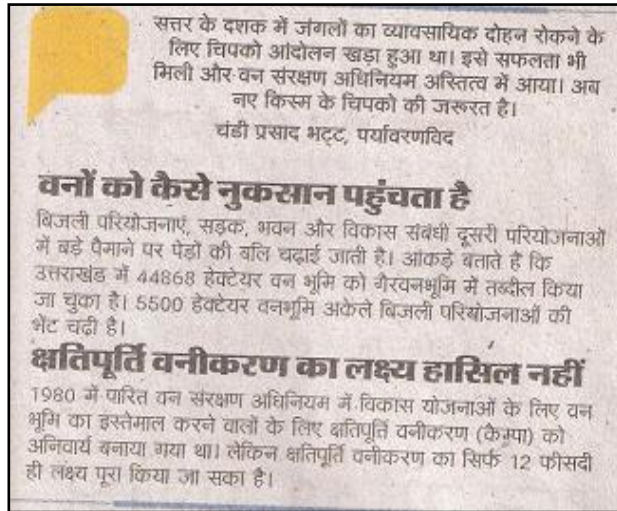 सत्तर के दशक में जंगलों का व्यावसायिक दोहन रोकने के
लिए चिपको आंदोलन खड़ा हुआ था। इसे सफलता भी
मिली और वन संरक्षण अधिनियम अस्तित्व में आया। अब
नए किस्म के चिपको की जरूरत है।
चंडी प्रसाद भट्ट, पर्यावरणविद
वनों को कैसे नुकसान पहुंचता है
बिजली परियोजनाएं, सड़क, भवन और विकास संबंधी दूसरी परियोजनाओं
में बड़े पैमाने पर पेड़ों की बलि चढ़ाई जाती है। आंकड़े बताते हैं कि
उत्तराखंड में 44868 हेक्टेयर वन भूमि को गैरवनभूमि में तब्दील किया
जा चुका है। 5500 हेक्टेयर वनभूमि अकेले बिजली परियोजनाओं की
भेंट चढ़ी है।
क्षतिपूर्ति वनीकरण का लक्ष्य हासिल नहीं
1980 में पारित वन संरक्षण अधिनियम में विकास योजनाओं के लिए वन
भूमि का इस्तेमाल करने वालों के लिए क्षतिपूर्ति वनीकरण (कैम्पा) को
अनिवार्य बनाया गया था। लेकिन क्षतिपूर्ति वनीकरण का सिर्फ 12 फीसदी
ही लक्ष्य पूरा किया जा सका है।